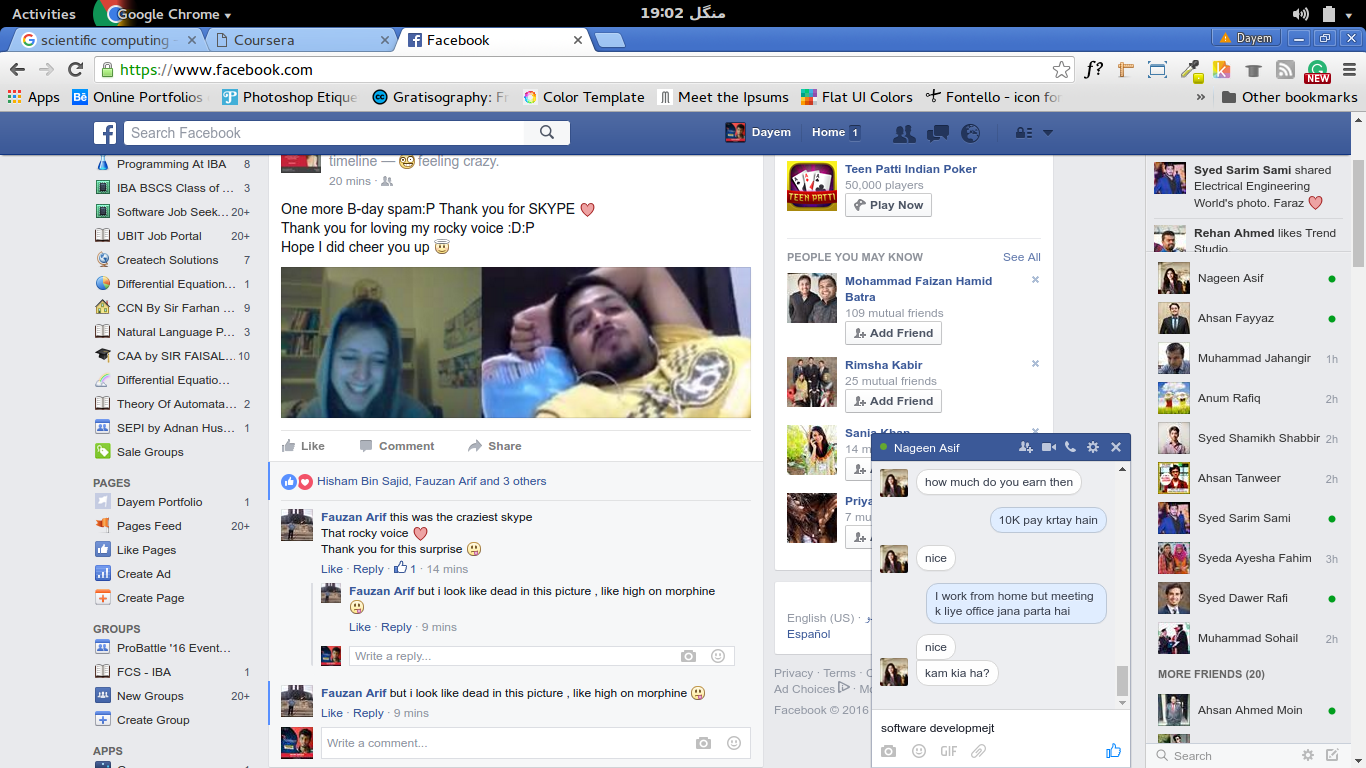 Activities
Google Chrome
19:02 منگل
scientific computing -
Coursera
Facebook
Dayem
https://www.facebook.com
f?
NEW
Apps
Online Portfolios
Photoshop Etique
Gratisography: Fr
Color Template
Meet the Ipsums
Flat UI Colors
Fontello - icon for
»
Other bookmarks
Search Facebook
Dayem
Home 1
Programming At IBA 8
IBA BSCS Class of ... 3
Software Job Seek... 20+
UBIT Job Portal 20+
Createch Solutions 7
Differential Equation... 1
CCN By Sir Farhan ... 9
Natural Language P... 3
CAA by SIR FAISAL... 10
Differential Equatio...
Theory Of Automata... 2
SEPI by Adnan Hus... 1
Sale Groups
PAGES
Dayem Portfolio 1
Pages Feed 20+
Like Pages
Create Ad
Create Page
GROUPS
ProBattle '16 Event...
FCS - IBA 1
New Groups 20+
Create Group
APPS
timeline — feeling crazy.
20 mins ·
One more B-day spam:P Thank you for SKYPE
Thank you for loving my rocky voice :D:P
Hope I did cheer you up
Like Comment Share
Hisham Bin Sajid, Fauzan Arif and 3 others
Fauzan Arif this was the craziest skype
That rocky voice
Thank you for this surprise
Like · Reply · 1 · 14 mins
Fauzan Arif but i look like dead in this picture , like high on morphine
Like · Reply · 9 mins
Write a reply...
Fauzan Arif but i look like dead in this picture , like high on morphine
Like · Reply · 9 mins
Write a comment...
TEEN PATTI
Teen Patti Indian Poker
50,000 players
Play Now
PEOPLE YOU MAY KNOW See All
Mohammad Faizan Hamid
Batra
109 mutual friends
Add Friend
Rimsha Kabir
25 mutual friends
Add Friend
Sania Khan
14 m
Priya
7 mu
English (US) ·
Español
Privacy · Terms ·
Ad Choices
Facebook © 2016
Nageen Asif
how much do you earn then
10K pay krtay hain
nice
I work from home but meeting
k liye office jana parta hai
nice
kam kia ha?
software developmejt
GIF
Syed Sarim Sami shared
Electrical Engineering
World's photo. Faraz
Rehan Ahmed likes Trend
Studio.
Nageen Asif
Ahsan Fayyaz
Muhammad Jahangir 1h
Anum Rafiq 2h
Syed Shamikh Shabbir 2h
Ahsan Tanweer 2h
Syed Sarim Sami
Syeda Ayesha Fahim 3h
Syed Dawer Rafi
Muhammad Sohail 2h
MORE FRIENDS (20)
Ahsan Ahmed Moin
Search